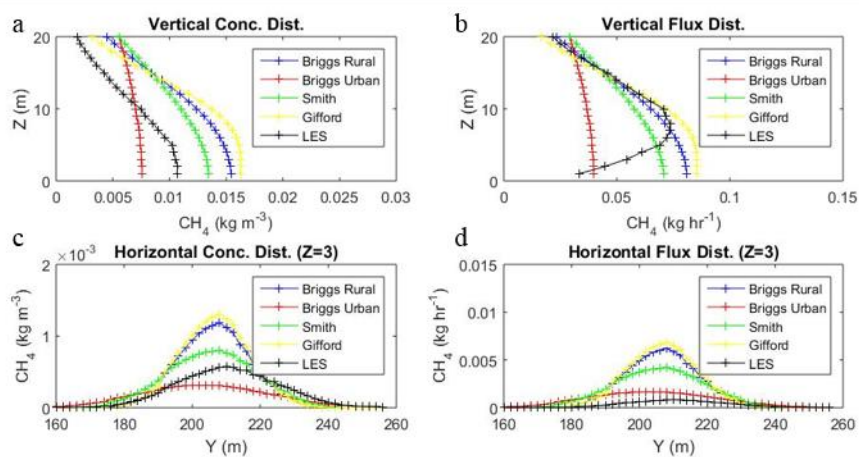 a
Vertical Conc. Dist.
20
10
0
Z (m)
0
0.005
0.01
0.015
0.02
0.025
0.03
CH4 (kg m-3)
Briggs Rural
Briggs Urban
Smith
Gifford
LES
b
Vertical Flux Dist.
20
10
0
Z (m)
0
0.05
0.1
0.15
CH4 (kg hr-1)
Briggs Rural
Briggs Urban
Smith
Gifford
LES
c
Horizontal Conc. Dist. (Z=3)
× 10-3
2
1
0
CH4 (kg m-3)
160
180
200
220
240
260
Y (m)
Briggs Rural
Briggs Urban
Smith
Gifford
LES
d
Horizontal Flux Dist. (Z=3)
0.015
0.01
0.005
0
CH4 (kg hr-1)
160
180
200
220
240
260
Y (m)
Briggs Rural
Briggs Urban
Smith
Gifford
LES